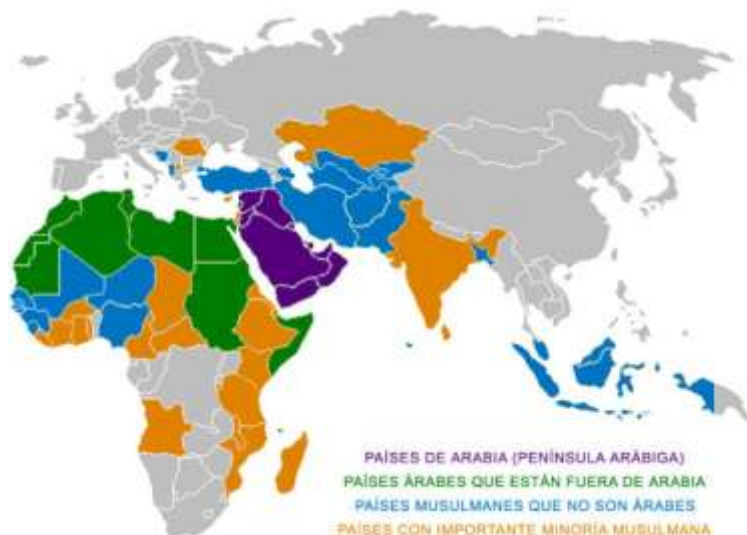 PAÍSES DE ARABIA (PENÍNSULA ARÁBIGA)
PAÍSES ÁRABES QUE ESTÁN FUERA DE ARABIA
PAÍSES MUSULMANES QUE NO SON ÁRABES
PAÍSES CON IMPORTANTE MINORÍA MUSULMANA